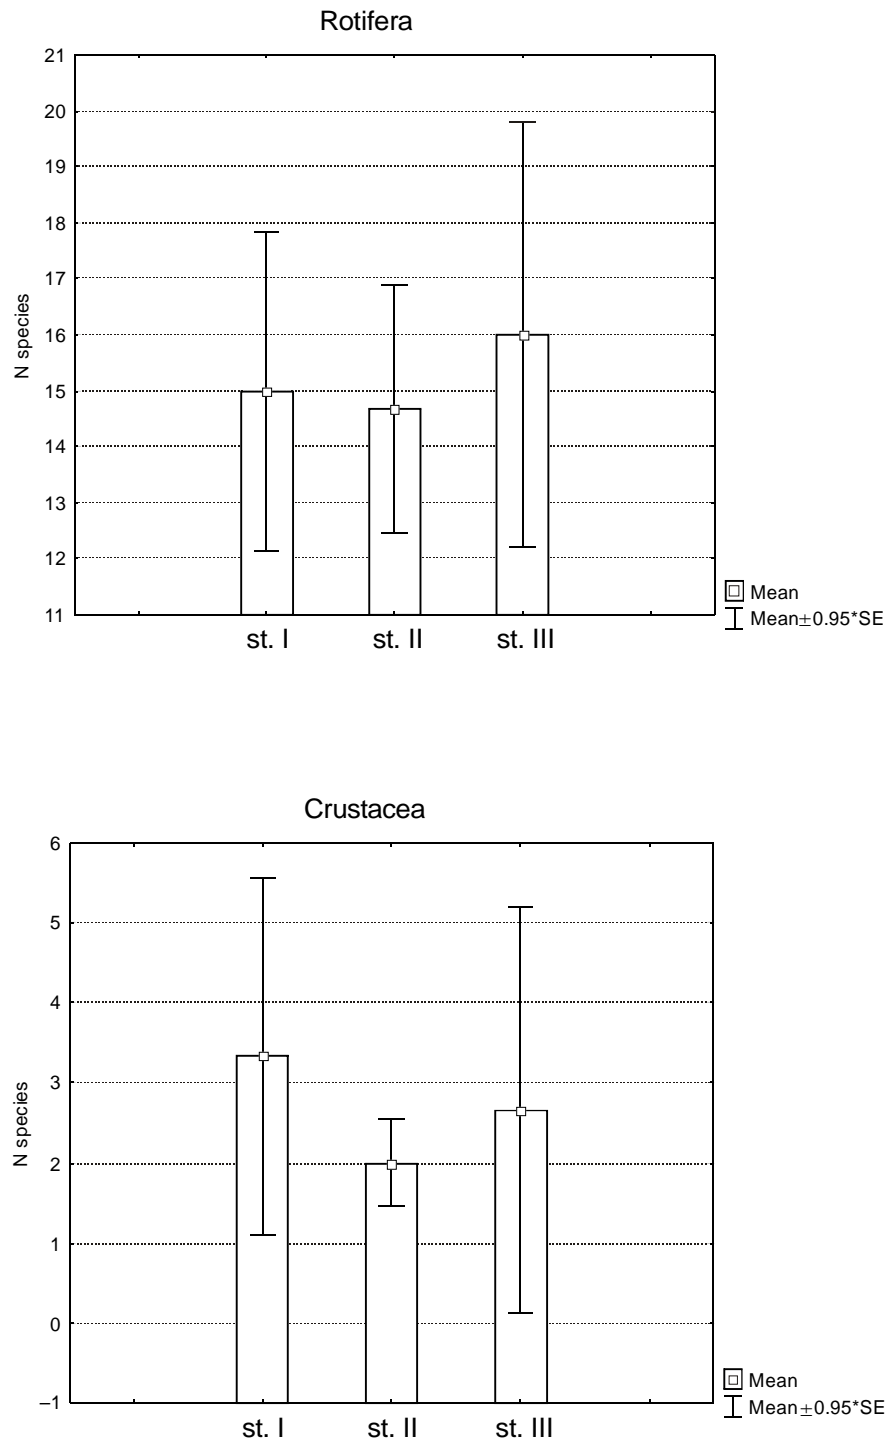 Rotifera
21
20
19
18
17
16
15
14
13
12
11
N species
st. I st. II st. III
Mean
Mean±0.95*SE
Crustacea
6
5
4
3
2
1
0
–1
N species
st. I st. II st. III
Mean
Mean±0.95*SE